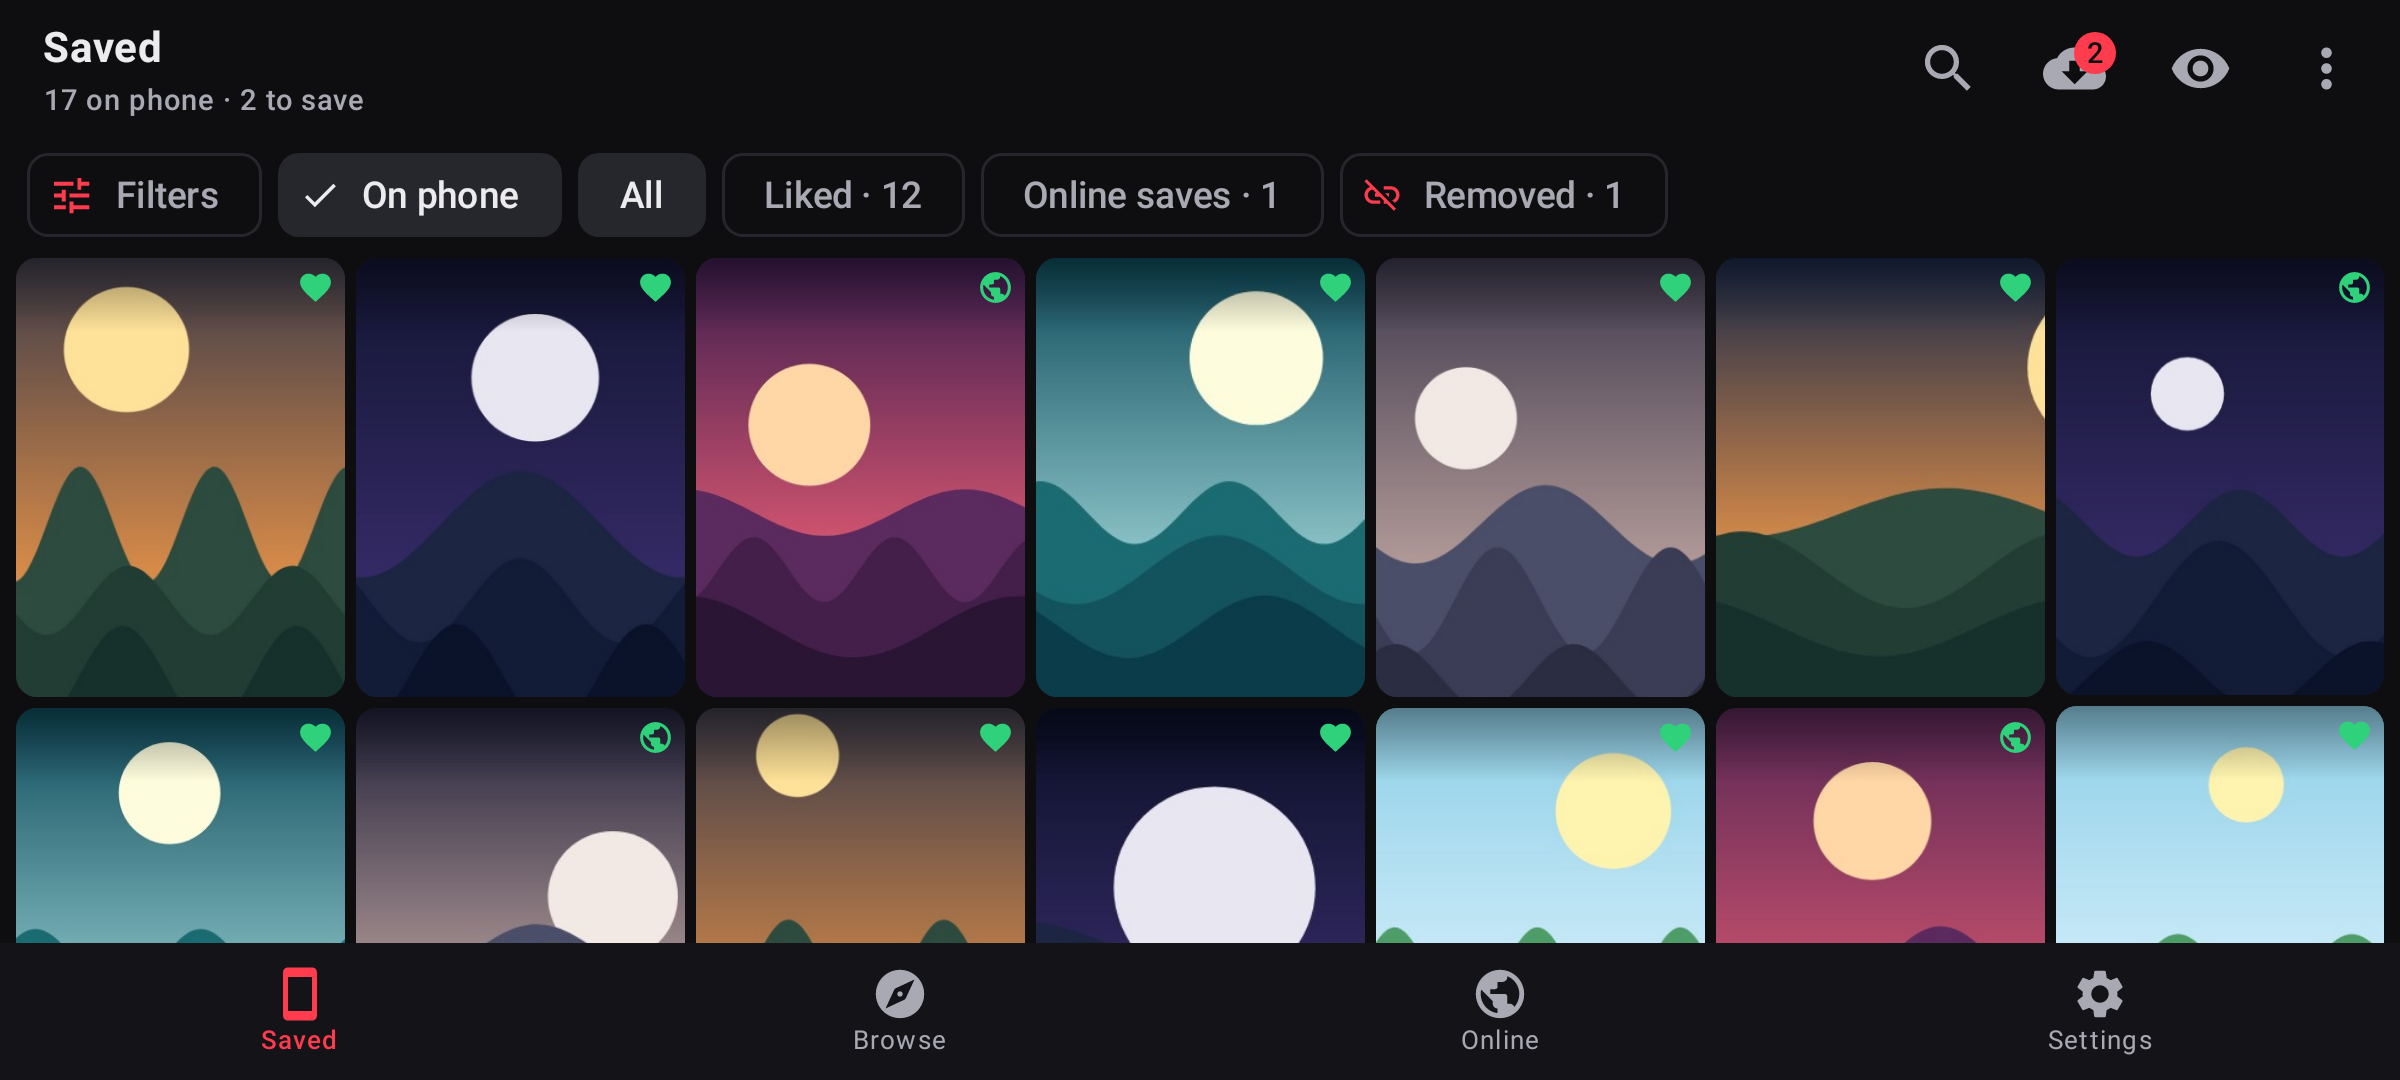 Saved
17 on phone · 2 to save
2
Filters
On phone
All
Liked · 12
Online saves · 1
Removed · 1
Saved
Browse
Online
Settings